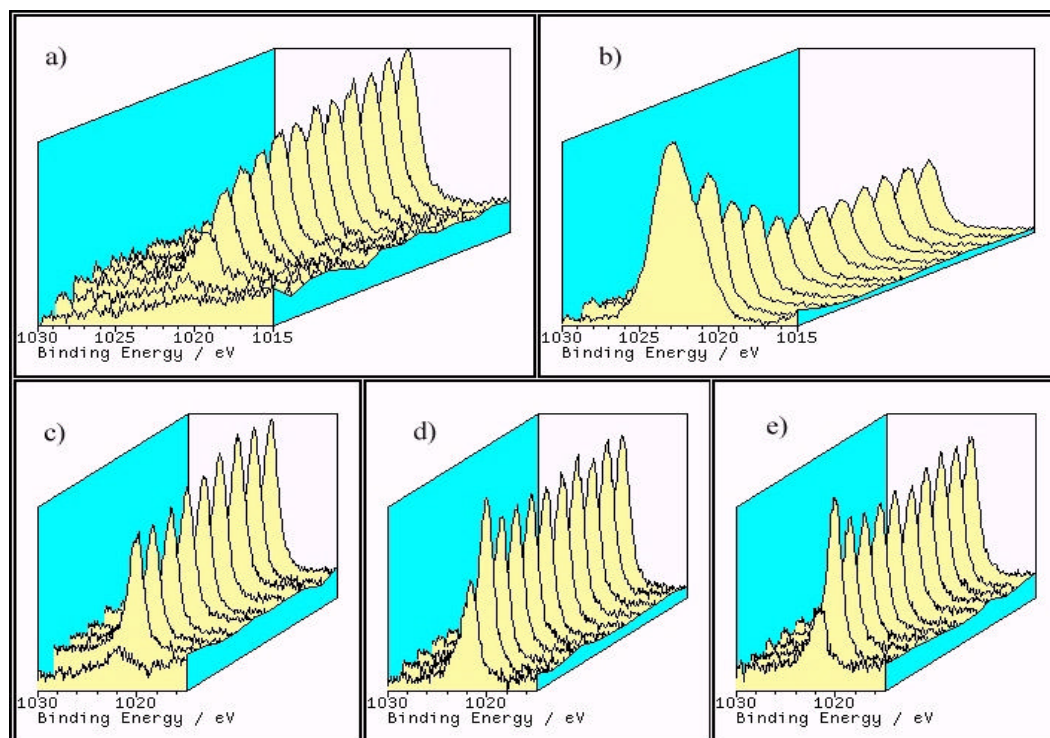 a)
1030 1025 1020 1015
Binding Energy / eV
b)
1030 1025 1020 1015
Binding Energy / eV
c)
1030 1020
Binding Energy / eV
d)
1030 1020
Binding Energy / eV
e)
1030 1020
Binding Energy / eV